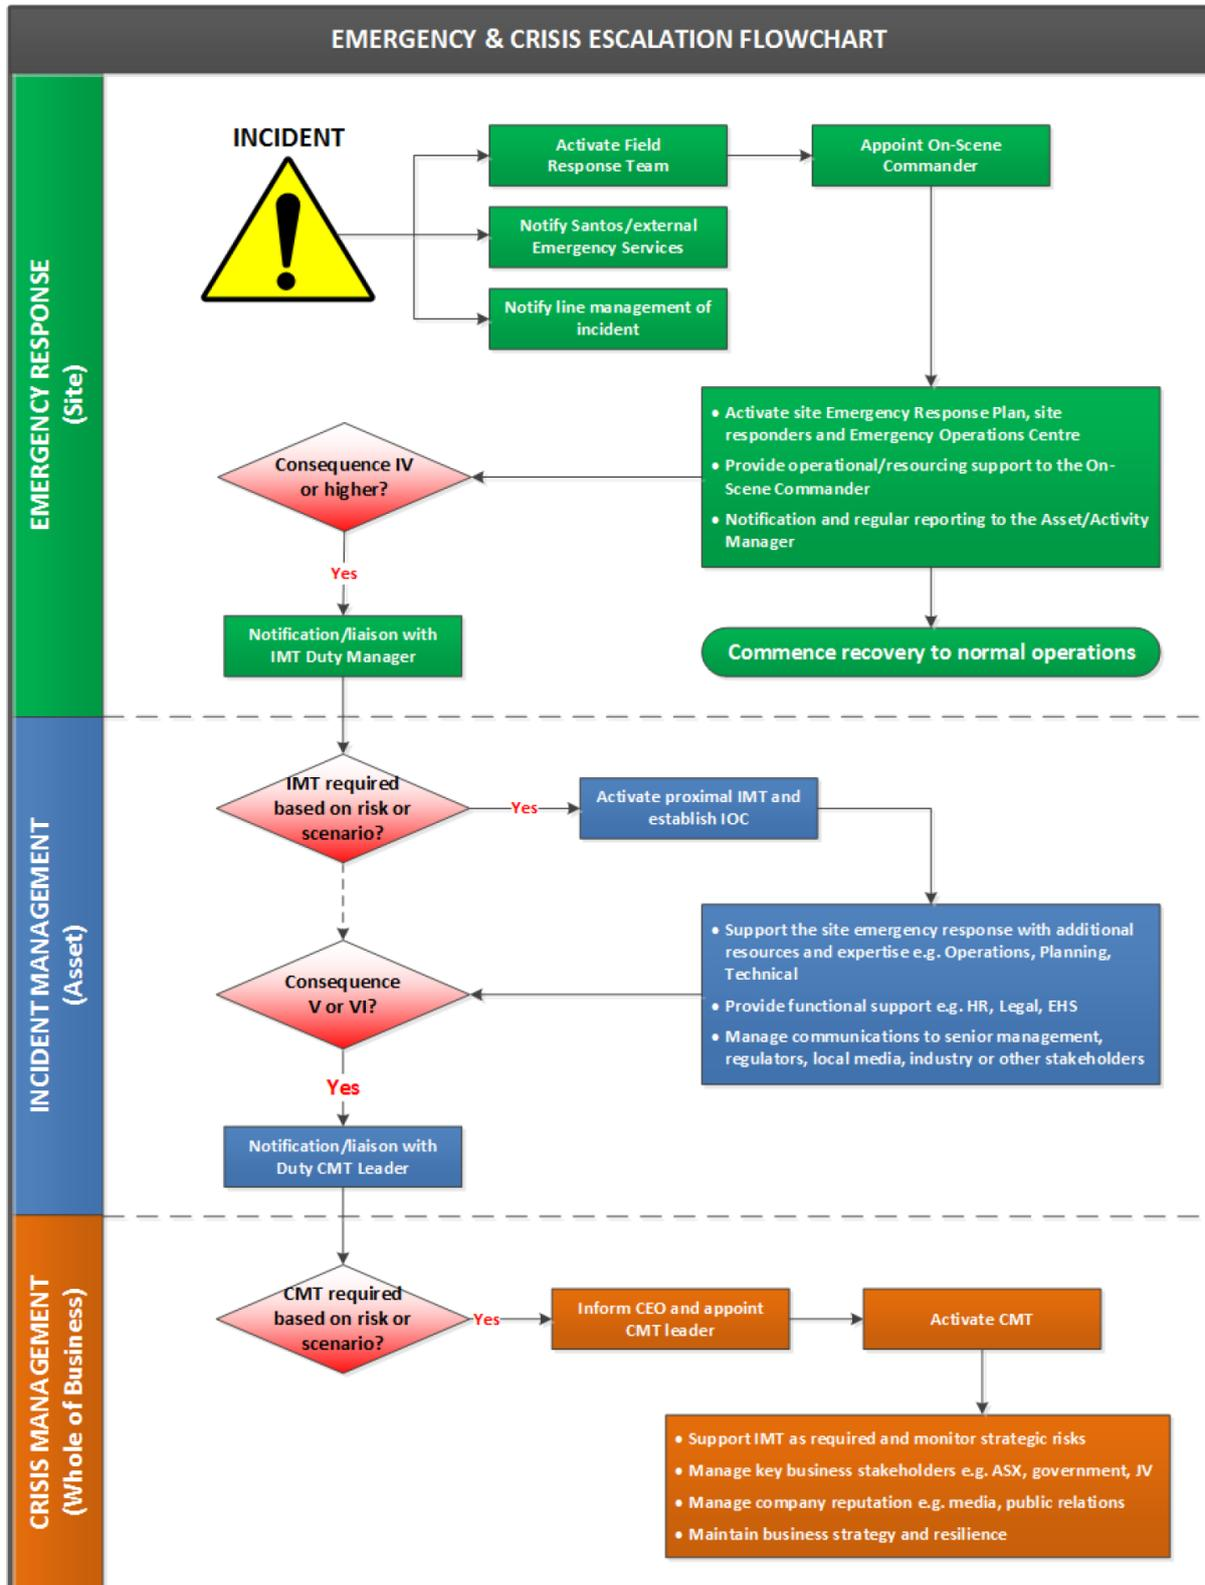 EMERGENCY & CRISIS ESCALATION FLOWCHART
EMERGENCY RESPONSE
(Site)
INCIDENT
Activate Field
Response Team
Appoint On-Scene
Commander
Notify Santos/external
Emergency Services
Notify line management of
incident
• Activate site Emergency Response Plan, site
responders and Emergency Operations Centre
• Provide operational/resourcing support to the On-
Scene Commander
• Notification and regular reporting to the Asset/Activity
Manager
Consequence IV
or higher?
Yes
Notification/liaison with
IMT Duty Manager
Commence recovery to normal operations
INCIDENT MANAGEMENT
(Asset)
IMT required
based on risk or
scenario?
Yes
Activate proximal IMT and
establish IOC
• Support the site emergency response with additional
resources and expertise e.g. Operations, Planning,
Technical
• Provide functional support e.g. HR, Legal, EHS
• Manage communications to senior management,
regulators, local media, industry or other stakeholders
Consequence
V or VI?
Yes
Notification/liaison with
Duty CMT Leader
CRISIS MANAGEMENT
(Whole of Business)
CMT required
based on risk or
scenario?
Yes
Inform CEO and appoint
CMT leader
Activate CMT
• Support IMT as required and monitor strategic risks
• Manage key business stakeholders e.g. ASX, government, JV
• Manage company reputation e.g. media, public relations
• Maintain business strategy and resilience